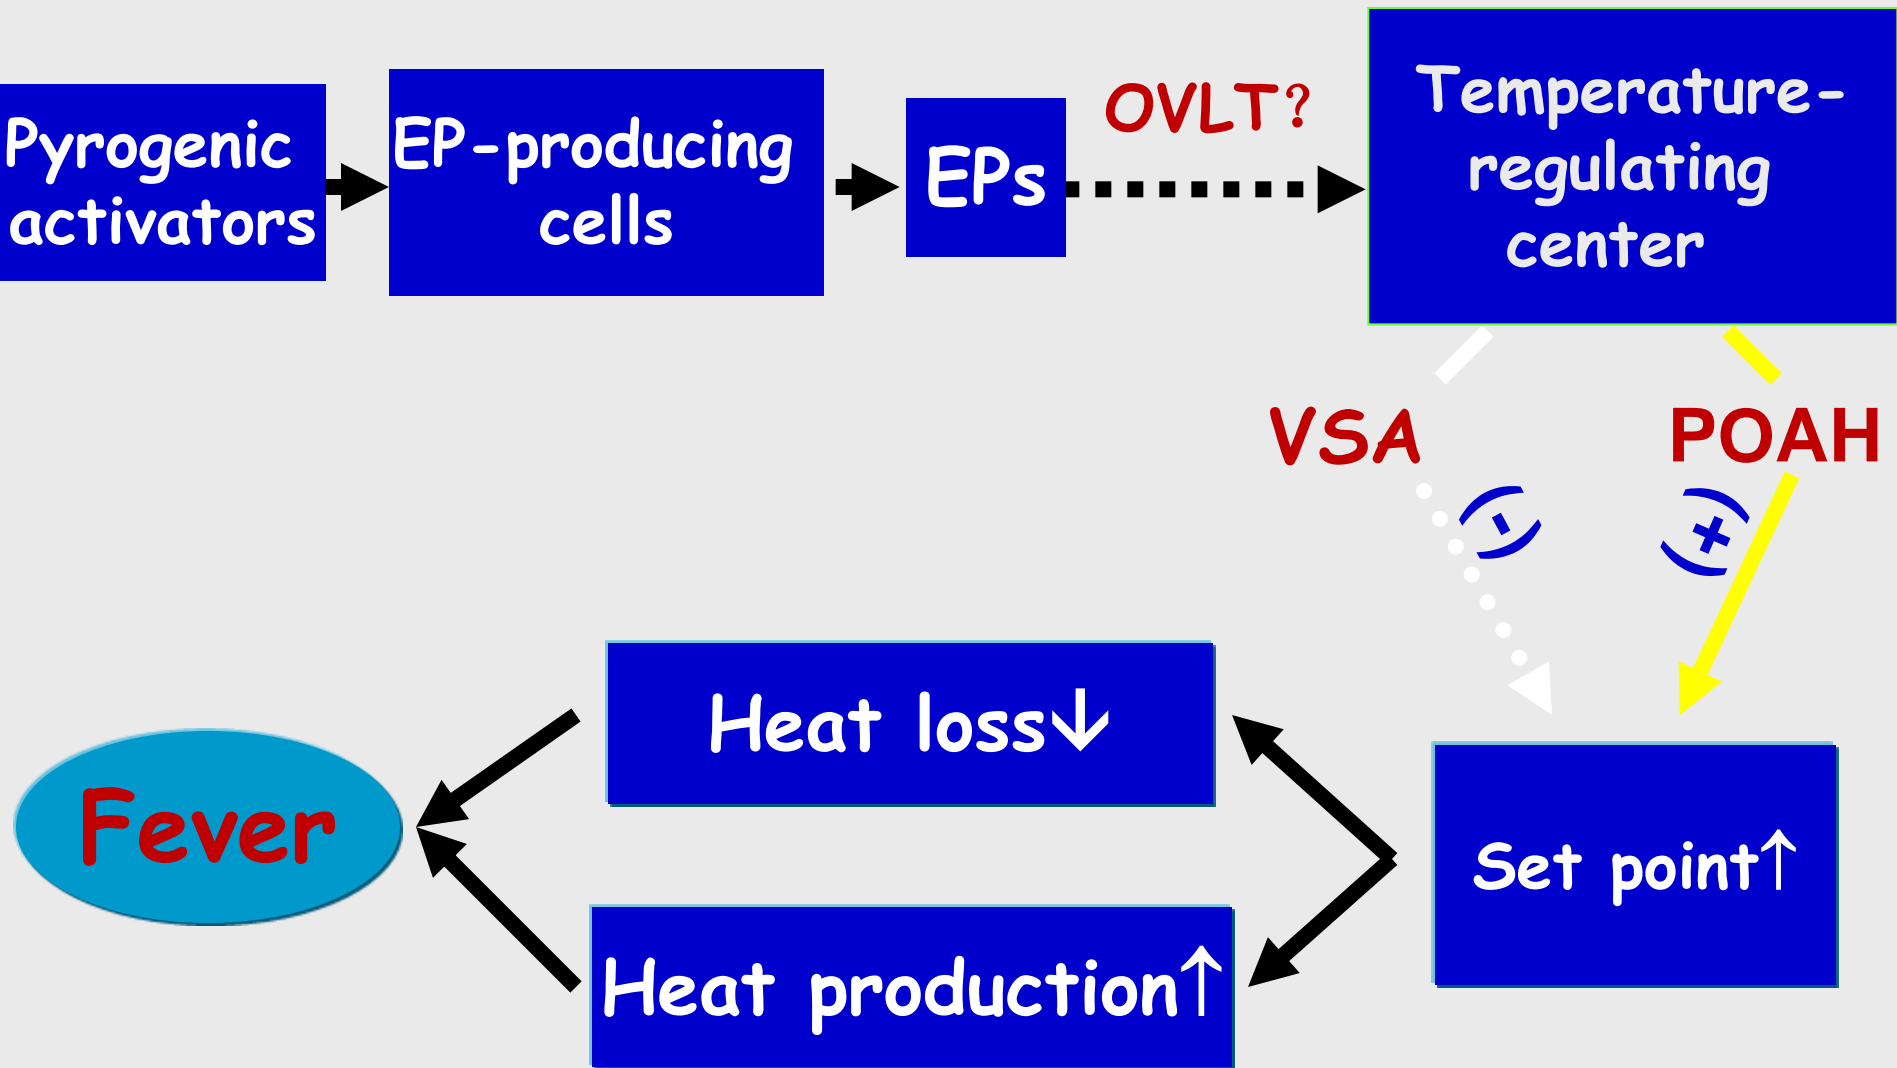 Pyrogenic
activators
EP-producing
cells
EPs
OVLT?
Temperature-
regulating
center
VSA
POAH
(-)
(+)
Heat loss↓
Fever
Set point↑
Heat production↑